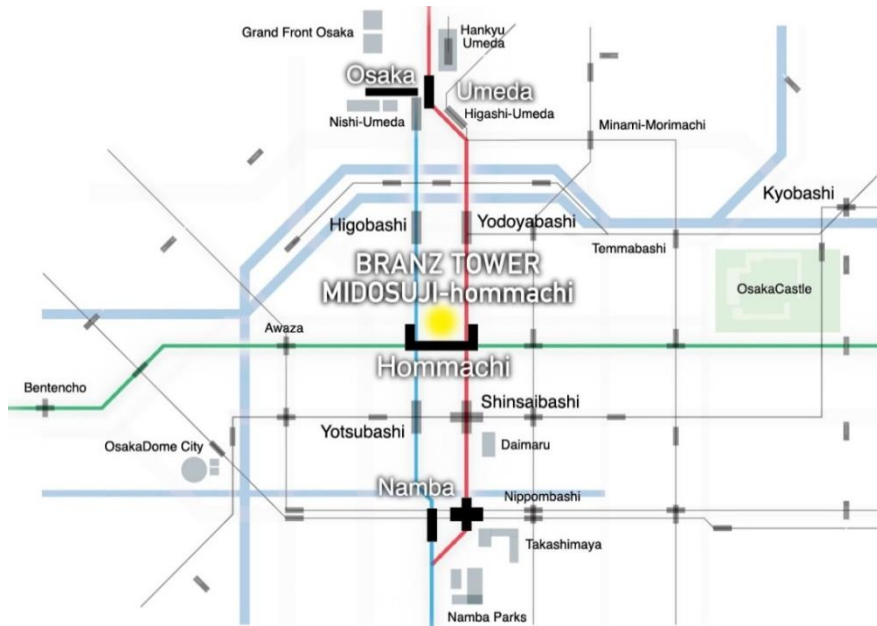 Grand Front Osaka
Hankyu
Umeda
Osaka
Umeda
Nishi-Umeda
Higashi-Umeda
Minami-Morimachi
Kyobashi
Higobashi
Yodoyabashi
Temmabashi
BRANZ TOWER
MIDOSUJI-hommachi
OsakaCastle
Awaza
Hommachi
Bentencho
Shinsaibashi
Yotsubashi
OsakaDome City
Daimaru
Namba
Nippombashi
Takashimaya
Namba Parks